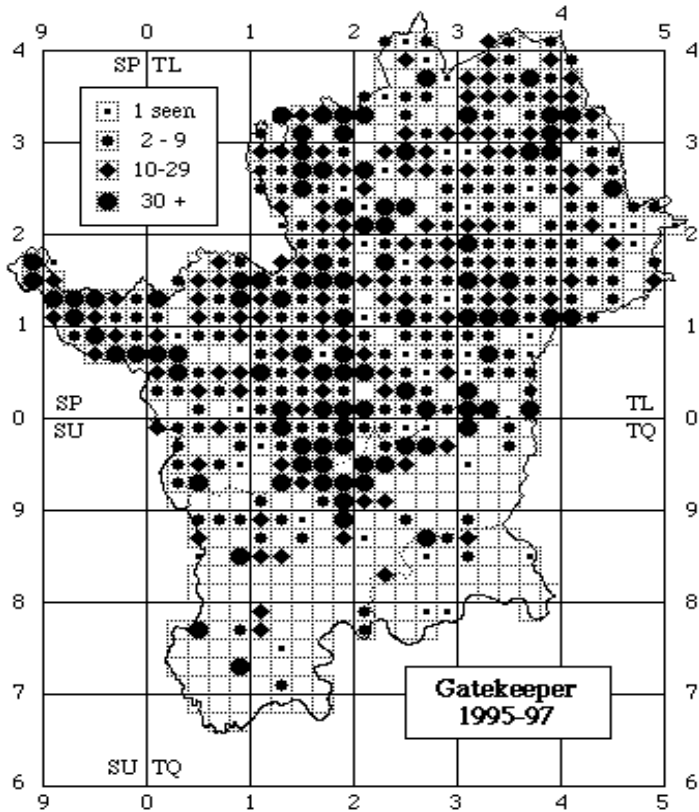 9 0 1 2 3 4 5
4 4
SP TL
1 seen
2 - 9
10-29
30 +
3 3
2 2
1 1
0 SP TL 0
SU TQ
9 9
8 8
7 7
Gatekeeper
1995-97
SU TQ
6 6
9 0 1 2 3 4 5